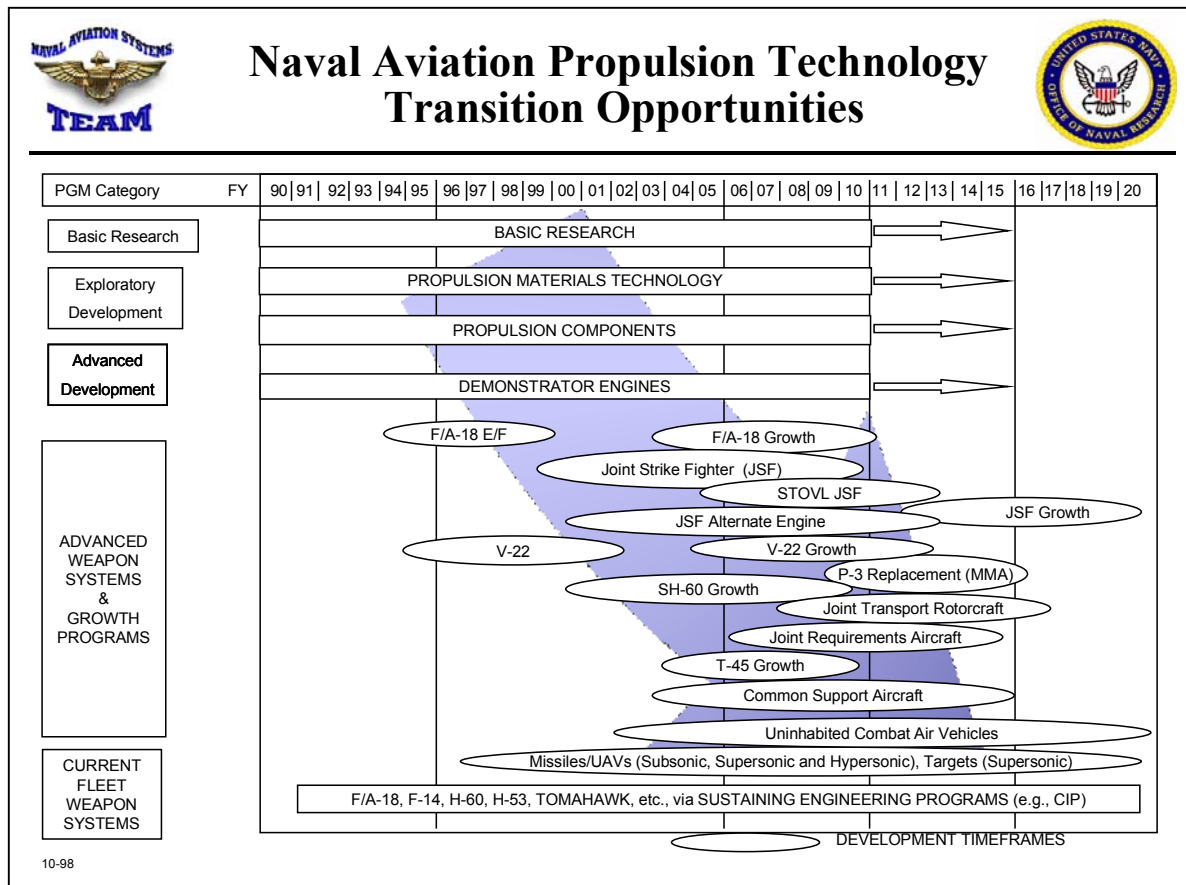 NAVAL AVIATION SYSTEMS
TEAM
Naval Aviation Propulsion Technology
Transition Opportunities
UNITED STATES NAVY
OFFICE OF NAVAL RESEARCH
PGM Category FY 90 91 92 93 94 95 96 97 98 99 00 01 02 03 04 05 06 07 08 09 10 11 12 13 14 15 16 17 18 19 20
Basic Research
BASIC RESEARCH
Exploratory
Development
PROPULSION MATERIALS TECHNOLOGY
PROPULSION COMPONENTS
Advanced
Development
DEMONSTRATOR ENGINES
ADVANCED
WEAPON
SYSTEMS
&
GROWTH
PROGRAMS
F/A-18 E/F
F/A-18 Growth
Joint Strike Fighter (JSF)
STOVL JSF
JSF Growth
JSF Alternate Engine
V-22
V-22 Growth
P-3 Replacement (MMA)
SH-60 Growth
Joint Transport Rotorcraft
Joint Requirements Aircraft
T-45 Growth
Common Support Aircraft
Uninhabited Combat Air Vehicles
CURRENT
FLEET
WEAPON
SYSTEMS
Missiles/UAVs (Subsonic, Supersonic and Hypersonic), Targets (Supersonic)
F/A-18, F-14, H-60, H-53, TOMAHAWK, etc., via SUSTAINING ENGINEERING PROGRAMS (e.g., CIP)
DEVELOPMENT TIMEFRAMES
10-98